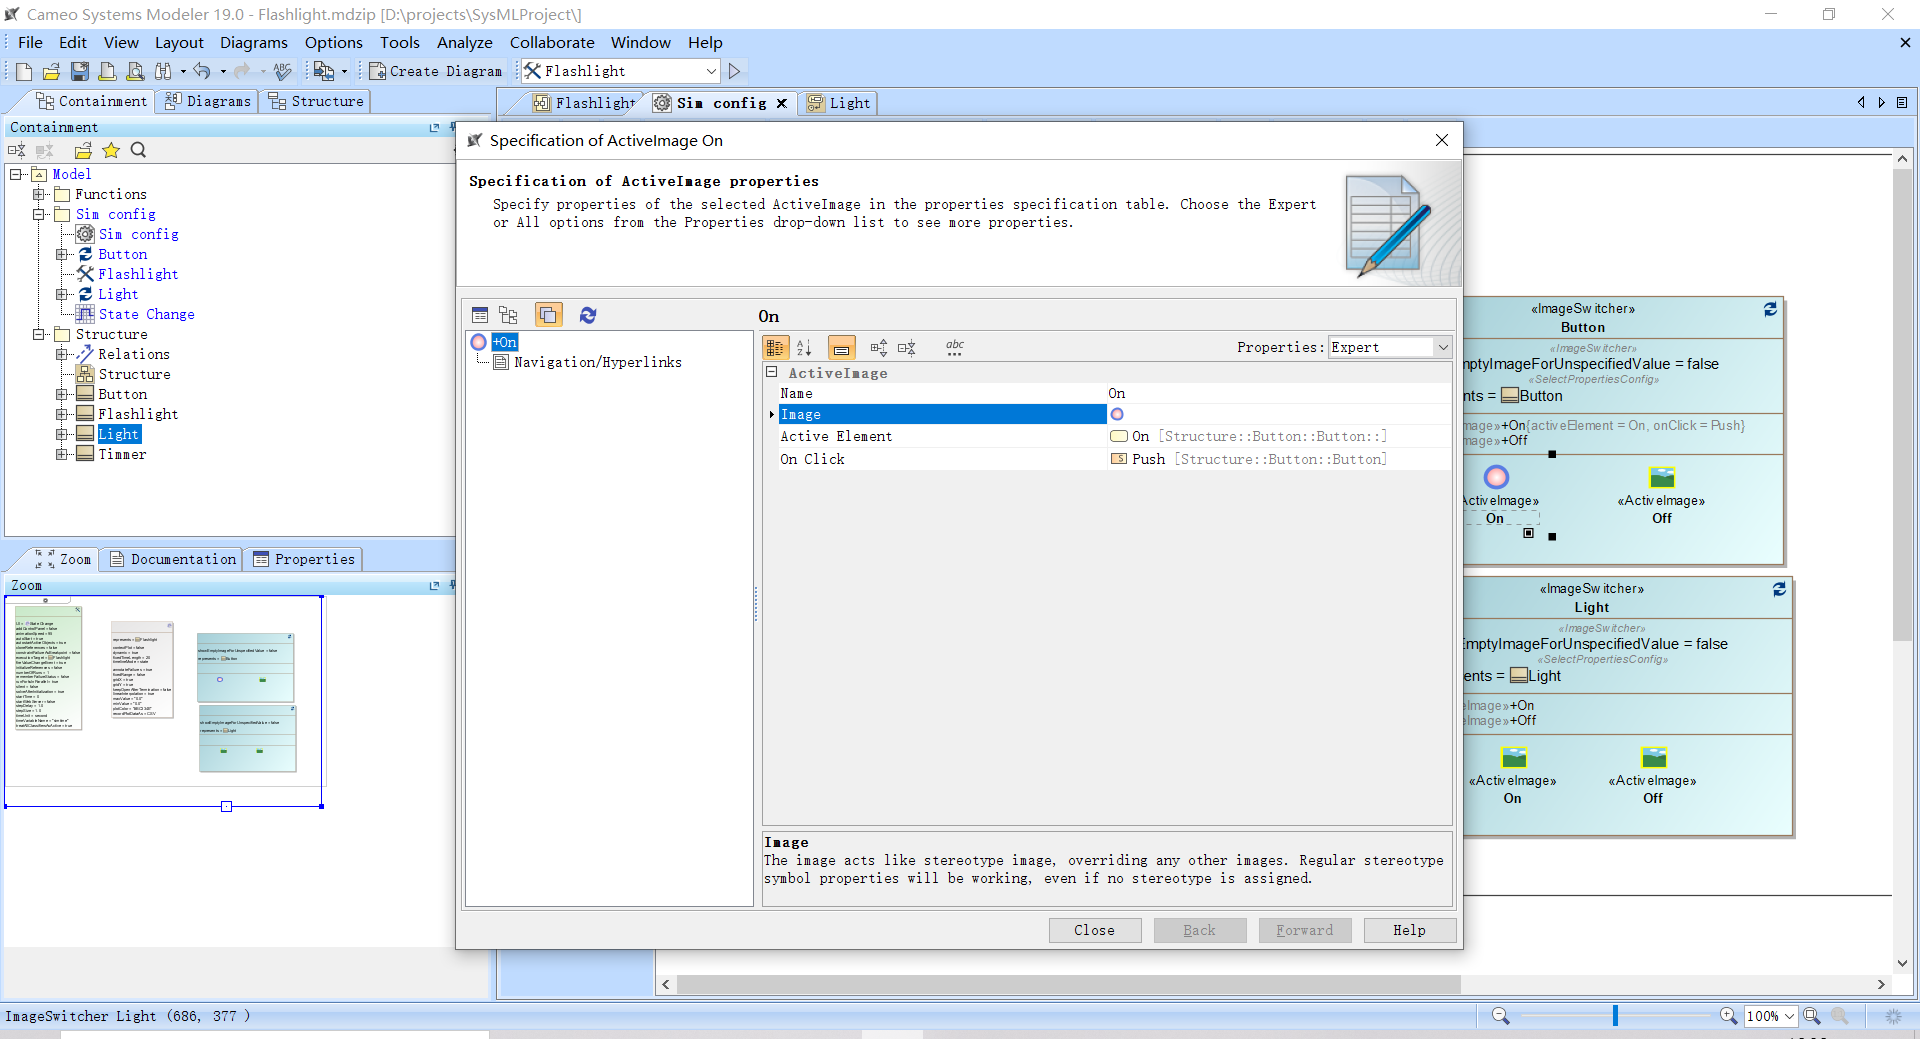 Cameo Systems Modeler 19.0 - Flashlight.mdzip [D:\projects\SysMLProject\]
File Edit View Layout Diagrams Options Tools Analyze Collaborate Window Help
Create Diagram Flashlight
Containment Diagrams Structure
Flashlight Sim config Light
Containment
Model
Functions
Sim config
Sim config
Button
Flashlight
Light
State Change
Structure
Relations
Structure
Button
Flashlight
Light
Timmer
Zoom Documentation Properties
Zoom
Specification of ActiveImage On
Specification of ActiveImage properties
Specify properties of the selected ActiveImage in the properties specification table. Choose the Expert
or All options from the Properties drop-down list to see more properties.
+On
Navigation/Hyperlinks
On
abc
Properties: Expert
ActiveImage
Name On
Image
Active Element On [Structure::Button::Button::]
On Click Push [Structure::Button::Button]
Image
The image acts like stereotype image, overriding any other images. Regular stereotype
symbol properties will be working, even if no stereotype is assigned.
Close Back Forward Help
«ImageSwitcher»
Button
«ImageSwitcher»
mptyImageForUnspecifiedValue = false
«SelectPropertiesConfig»
nts = Button
mage»+On{activeElement = On, onClick = Push}
mage»+Off
ActiveImage»
On
«ActiveImage»
Off
«ImageSwitcher»
Light
«ImageSwitcher»
EmptyImageForUnspecifiedValue = false
«SelectPropertiesConfig»
ents = Light
eImage»+On
eImage»+Off
«ActiveImage»
On
«ActiveImage»
Off
ImageSwitcher Light (686, 377 )
100%